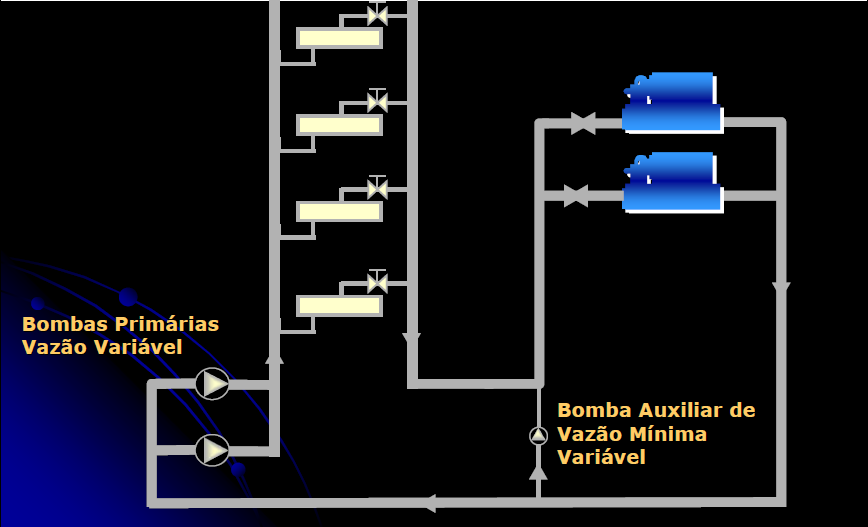 Bombas Primárias
Vazão Variável
Bomba Auxiliar de
Vazão Mínima
Variável